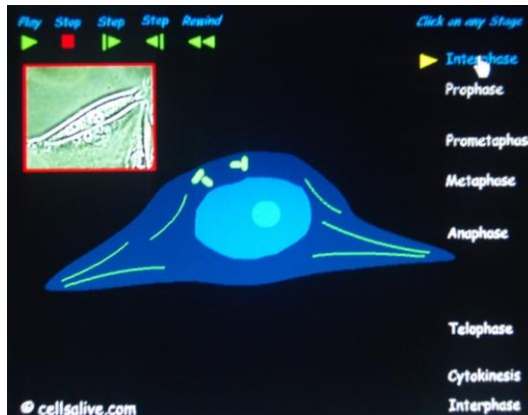 Play Stop Step Step Rewind
Click on any Stage
Interphase
Prophase
Prometaphas
Metaphase
Anaphase
Telophase
Cytokinesis
Interphase
© cellsalive.com